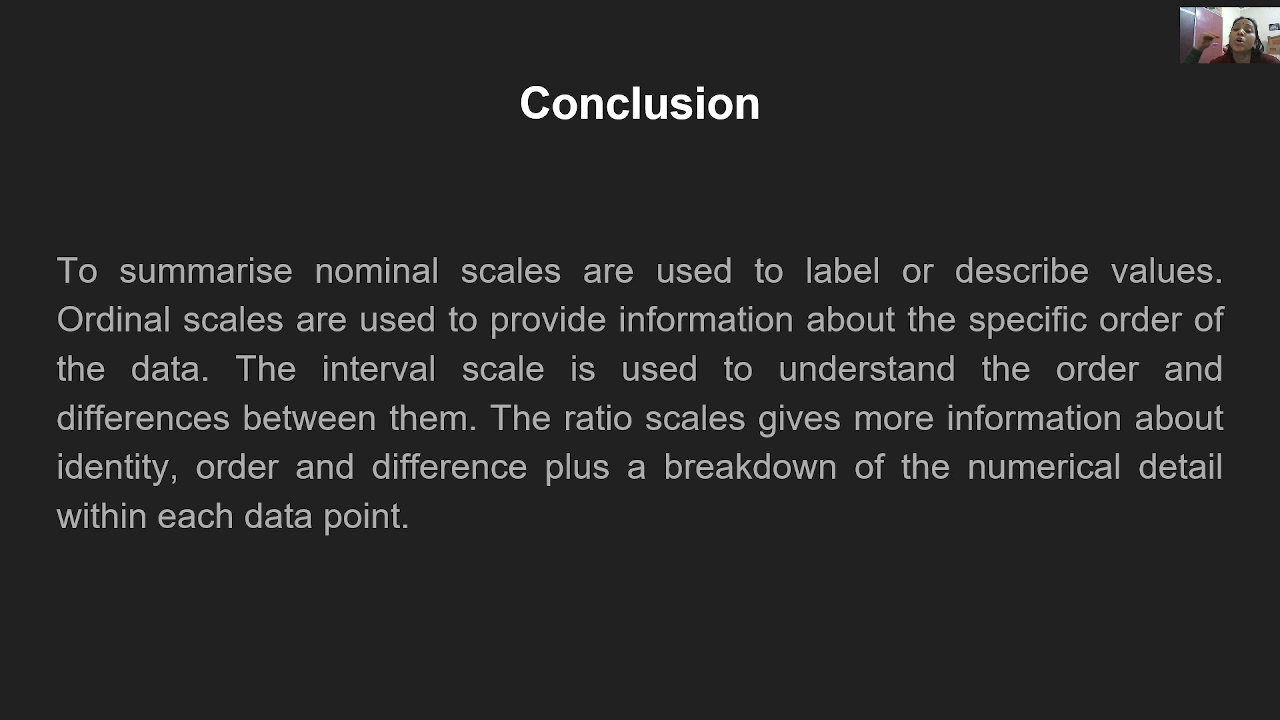 Conclusion
To summarise nominal scales are used to label or describe values.
Ordinal scales are used to provide information about the specific order of
the data. The interval scale is used to understand the order and
differences between them. The ratio scales gives more information about
identity, order and difference plus a breakdown of the numerical detail
within each data point.